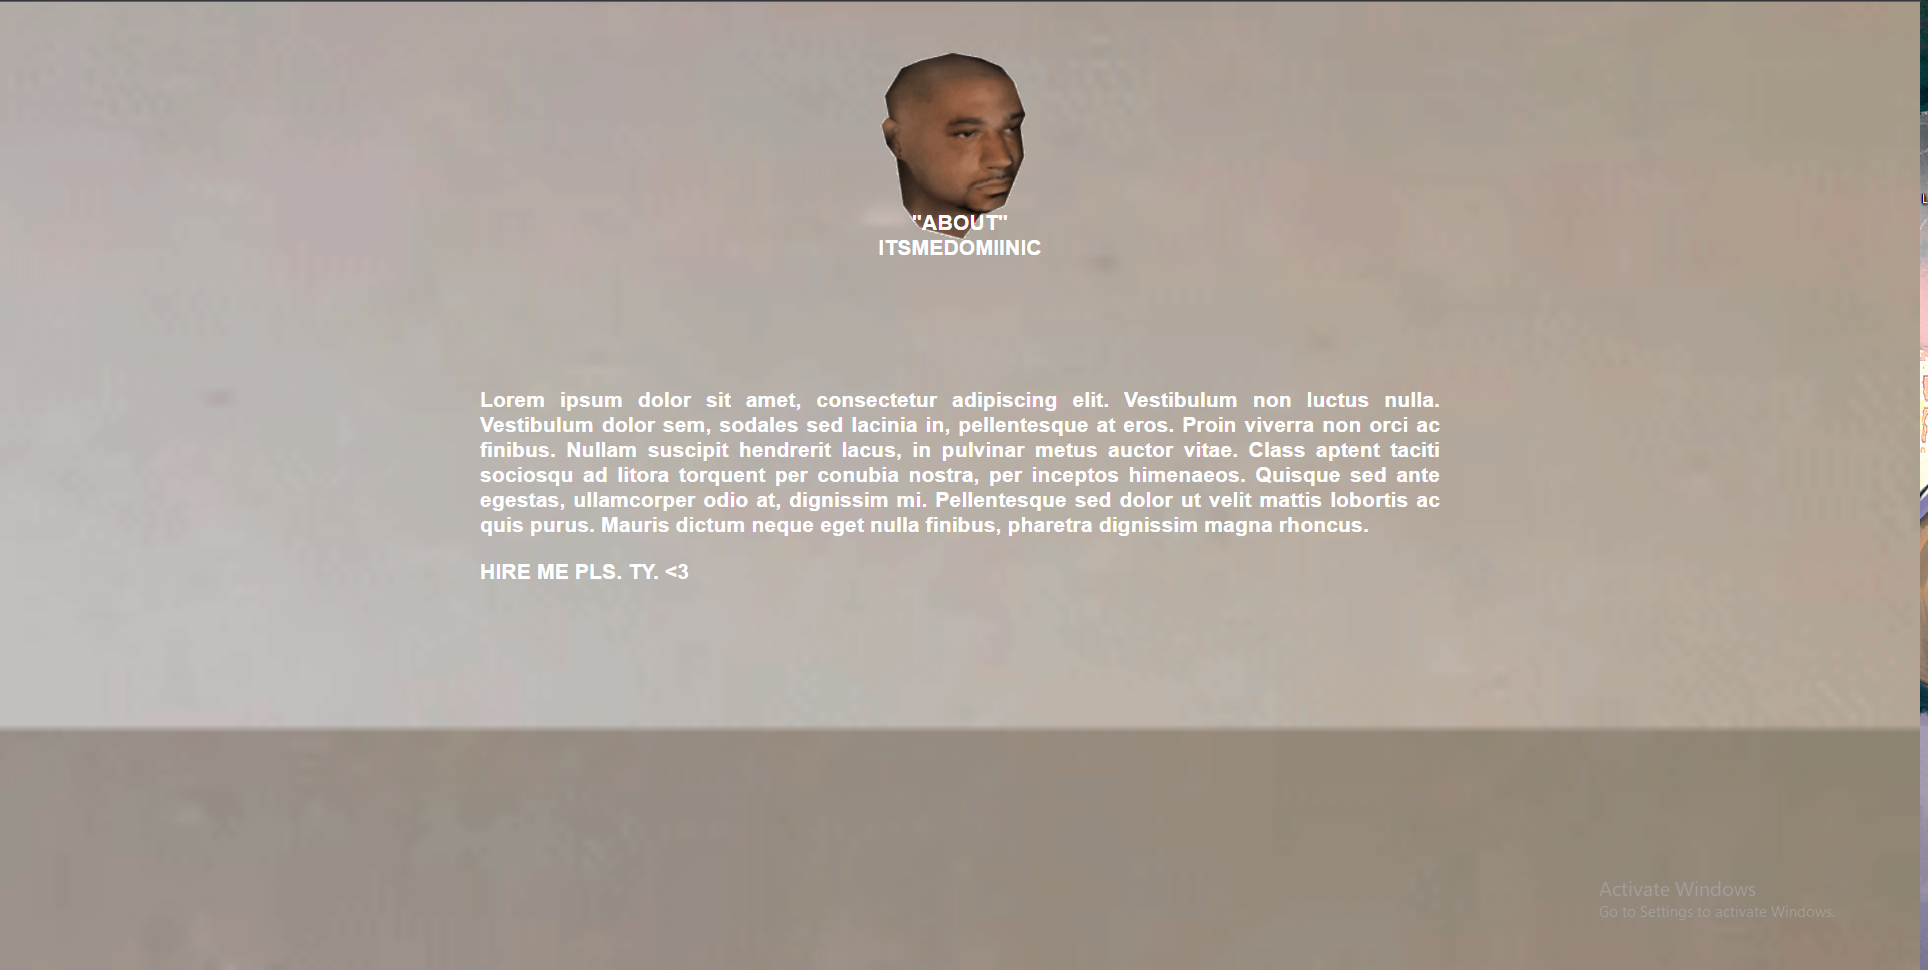 "ABOUT"
ITSMEDOMIINIC
Lorem ipsum dolor sit amet, consectetur adipiscing elit. Vestibulum non luctus nulla.
Vestibulum dolor sem, sodales sed lacinia in, pellentesque at eros. Proin viverra non orci ac
finibus. Nullam suscipit hendrerit lacus, in pulvinar metus auctor vitae. Class aptent taciti
sociosqu ad litora torquent per conubia nostra, per inceptos himenaeos. Quisque sed ante
egestas, ullamcorper odio at, dignissim mi. Pellentesque sed dolor ut velit mattis lobortis ac
quis purus. Mauris dictum neque eget nulla finibus, pharetra dignissim magna rhoncus.
HIRE ME PLS. TY. <3
Activate Windows
Go to Settings to activate Windows.